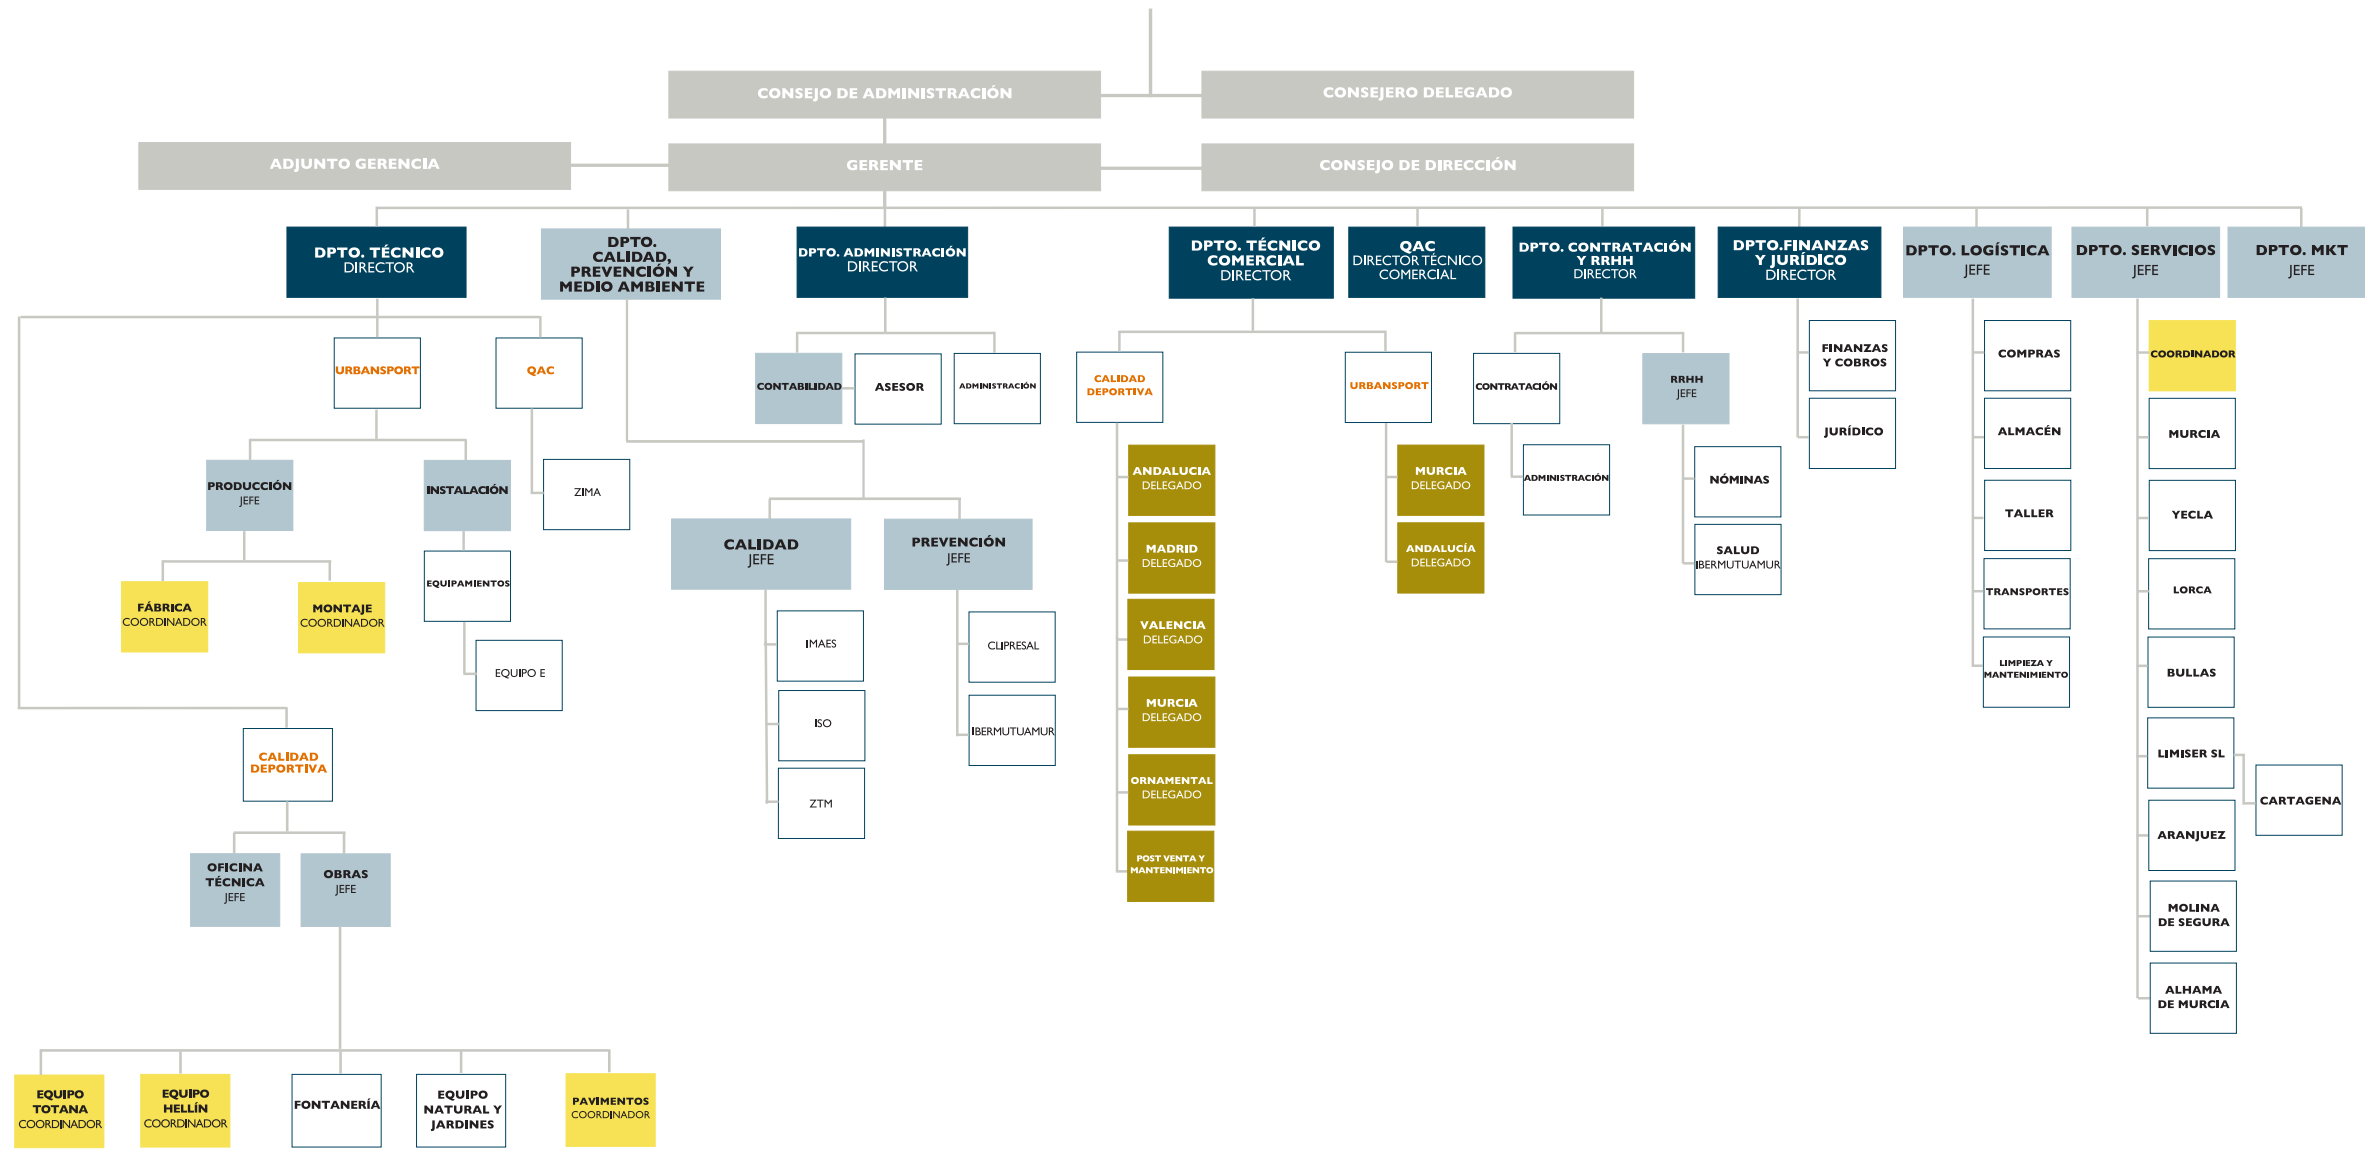 CONSEJO DE ADMINISTRACIÓN
CONSEJERO DELEGADO
ADJUNTO GERENCIA
GERENTE
CONSEJO DE DIRECCIÓN
DPTO. TÉCNICO
DIRECTOR
DPTO.
CALIDAD,
PREVENCIÓN Y
MEDIO AMBIENTE
DPTO. ADMINISTRACIÓN
DIRECTOR
DPTO. TÉCNICO
COMERCIAL
DIRECTOR
QAC
DIRECTOR TÉCNICO
COMERCIAL
DPTO. CONTRATACIÓN
Y RRHH
DIRECTOR
DPTO.FINANZAS
Y JURÍDICO
DIRECTOR
DPTO. LOGÍSTICA
JEFE
DPTO. SERVICIOS
JEFE
DPTO. MKT
JEFE
URBANSPORT
QAC
CONTABILIDAD
ASESOR
ADMINISTRACIÓN
CALIDAD
DEPORTIVA
URBANSPORT
CONTRATACIÓN
RRHH
JEFE
FINANZAS
Y COBROS
JURÍDICO
COMPRAS
ALMACÉN
TALLER
TRANSPORTES
LIMPIEZA Y
MANTENIMIENTO
COORDINADOR
MURCIA
YECLA
LORCA
BULLAS
LIMISER SL
CARTAGENA
ARANJUEZ
MOLINA
DE SEGURA
ALHAMA
DE MURCIA
PRODUCCIÓN
JEFE
INSTALACIÓN
ZIMA
FÁBRICA
COORDINADOR
MONTAJE
COORDINADOR
EQUIPAMIENTOS
EQUIPO E
CALIDAD
JEFE
PREVENCIÓN
JEFE
IMAES
ISO
ZTM
CLIPRESAL
IBERMUTUAMUR
ANDALUCIA
DELEGADO
MADRID
DELEGADO
VALENCIA
DELEGADO
MURCIA
DELEGADO
ORNAMENTAL
DELEGADO
POST VENTA Y
MANTENIMIENTO
MURCIA
DELEGADO
ANDALUCÍA
DELEGADO
ADMINISTRACIÓN
NÓMINAS
SALUD
IBERMUTUAMUR
CALIDAD
DEPORTIVA
OFICINA
TÉCNICA
JEFE
OBRAS
JEFE
EQUIPO
TOTANA
COORDINADOR
EQUIPO
HELLÍN
COORDINADOR
FONTANERÍA
EQUIPO
NATURAL Y
JARDINES
PAVIMENTOS
COORDINADOR